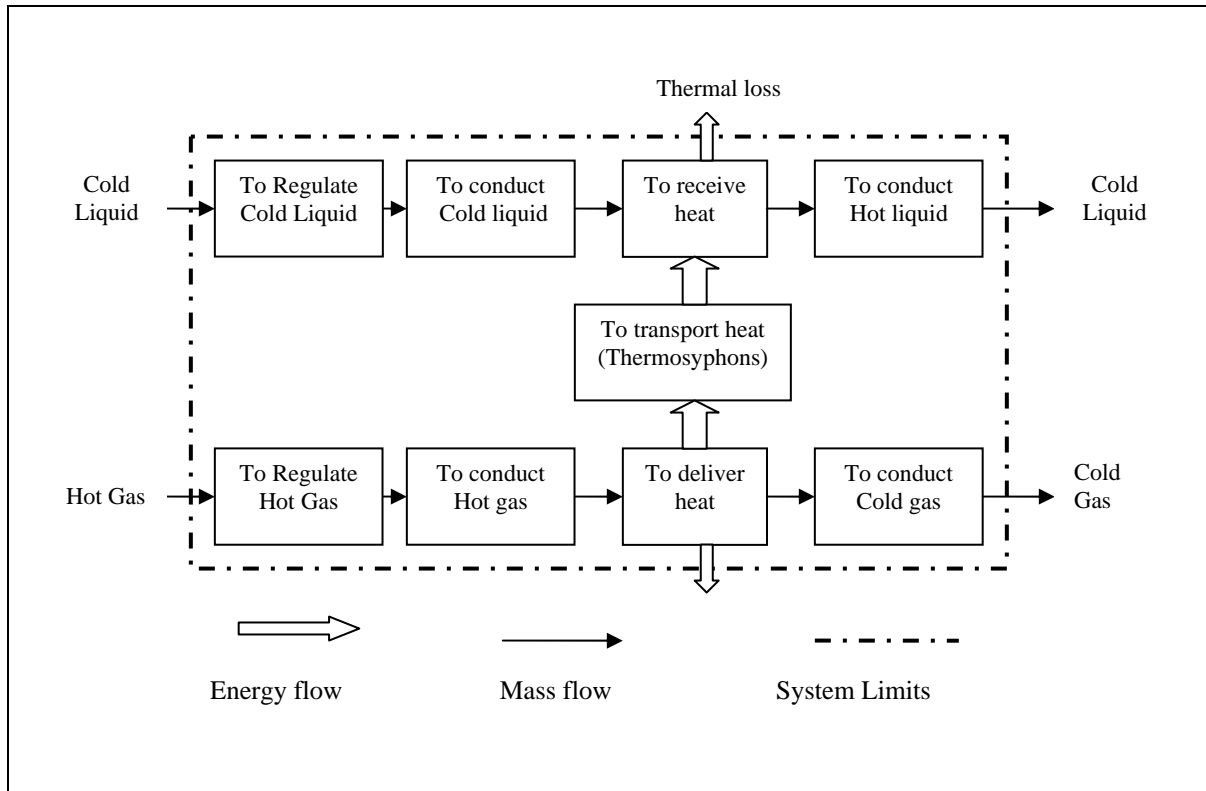 Thermal loss
Cold
Liquid
To Regulate
Cold Liquid
To conduct
Cold liquid
To receive
heat
To conduct
Hot liquid
Cold
Liquid
To transport heat
(Thermosyphons)
Hot Gas
To Regulate
Hot Gas
To conduct
Hot gas
To deliver
heat
To conduct
Cold gas
Cold
Gas
Energy flow
Mass flow
System Limits